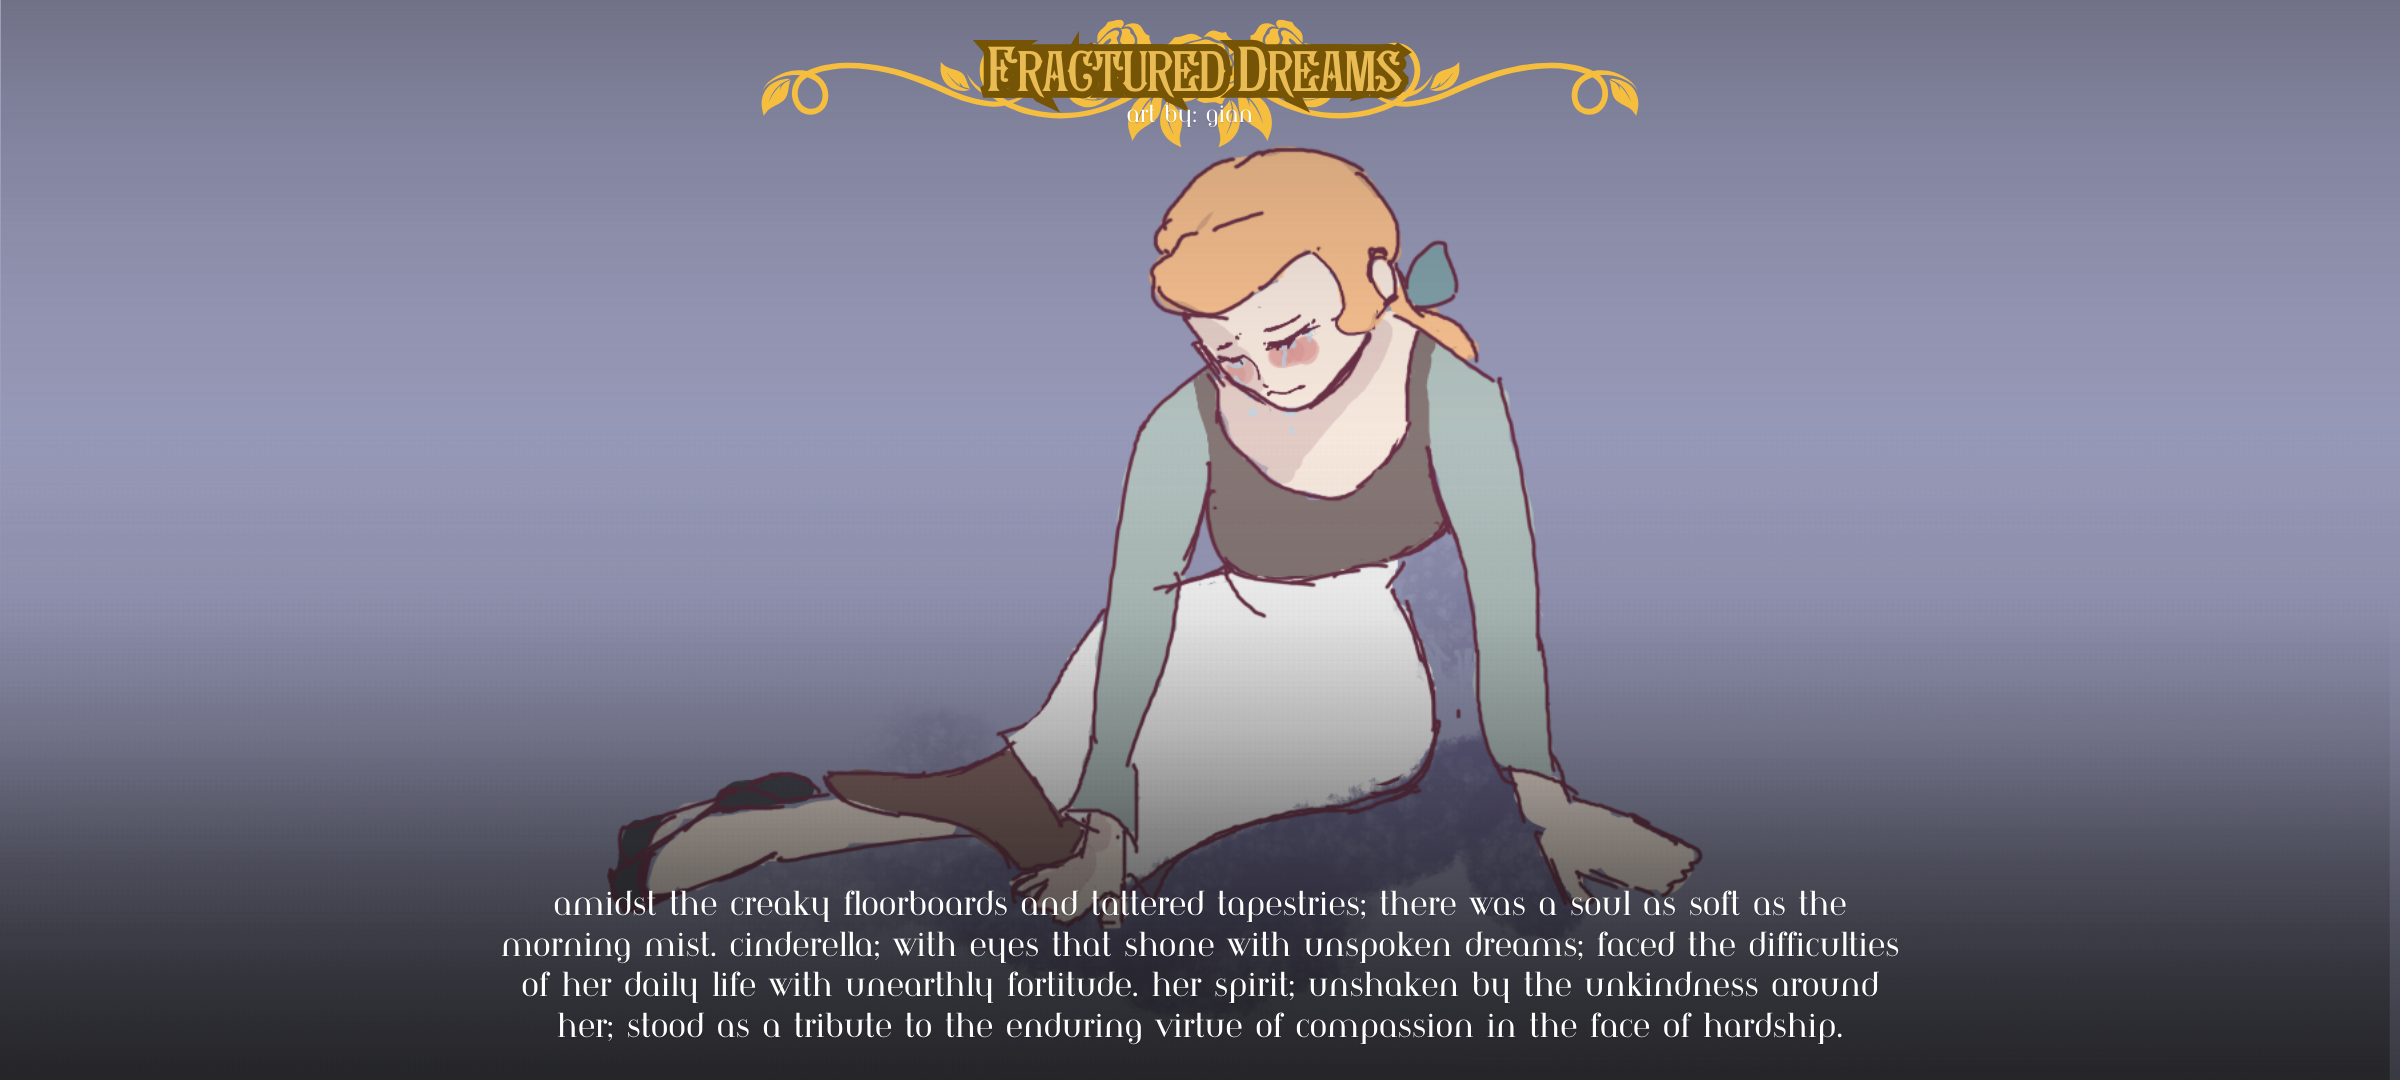 Fractured Dreams
art by: gian
amidst the creaky floorboards and tattered tapestries; there was a soul as soft as the
morning mist. cinderella; with eyes that shone with unspoken dreams; faced the difficulties
of her daily life with unearthly fortitude. her spirit; unshaken by the unkindness around
her; stood as a tribute to the enduring virtue of compassion in the face of hardship.